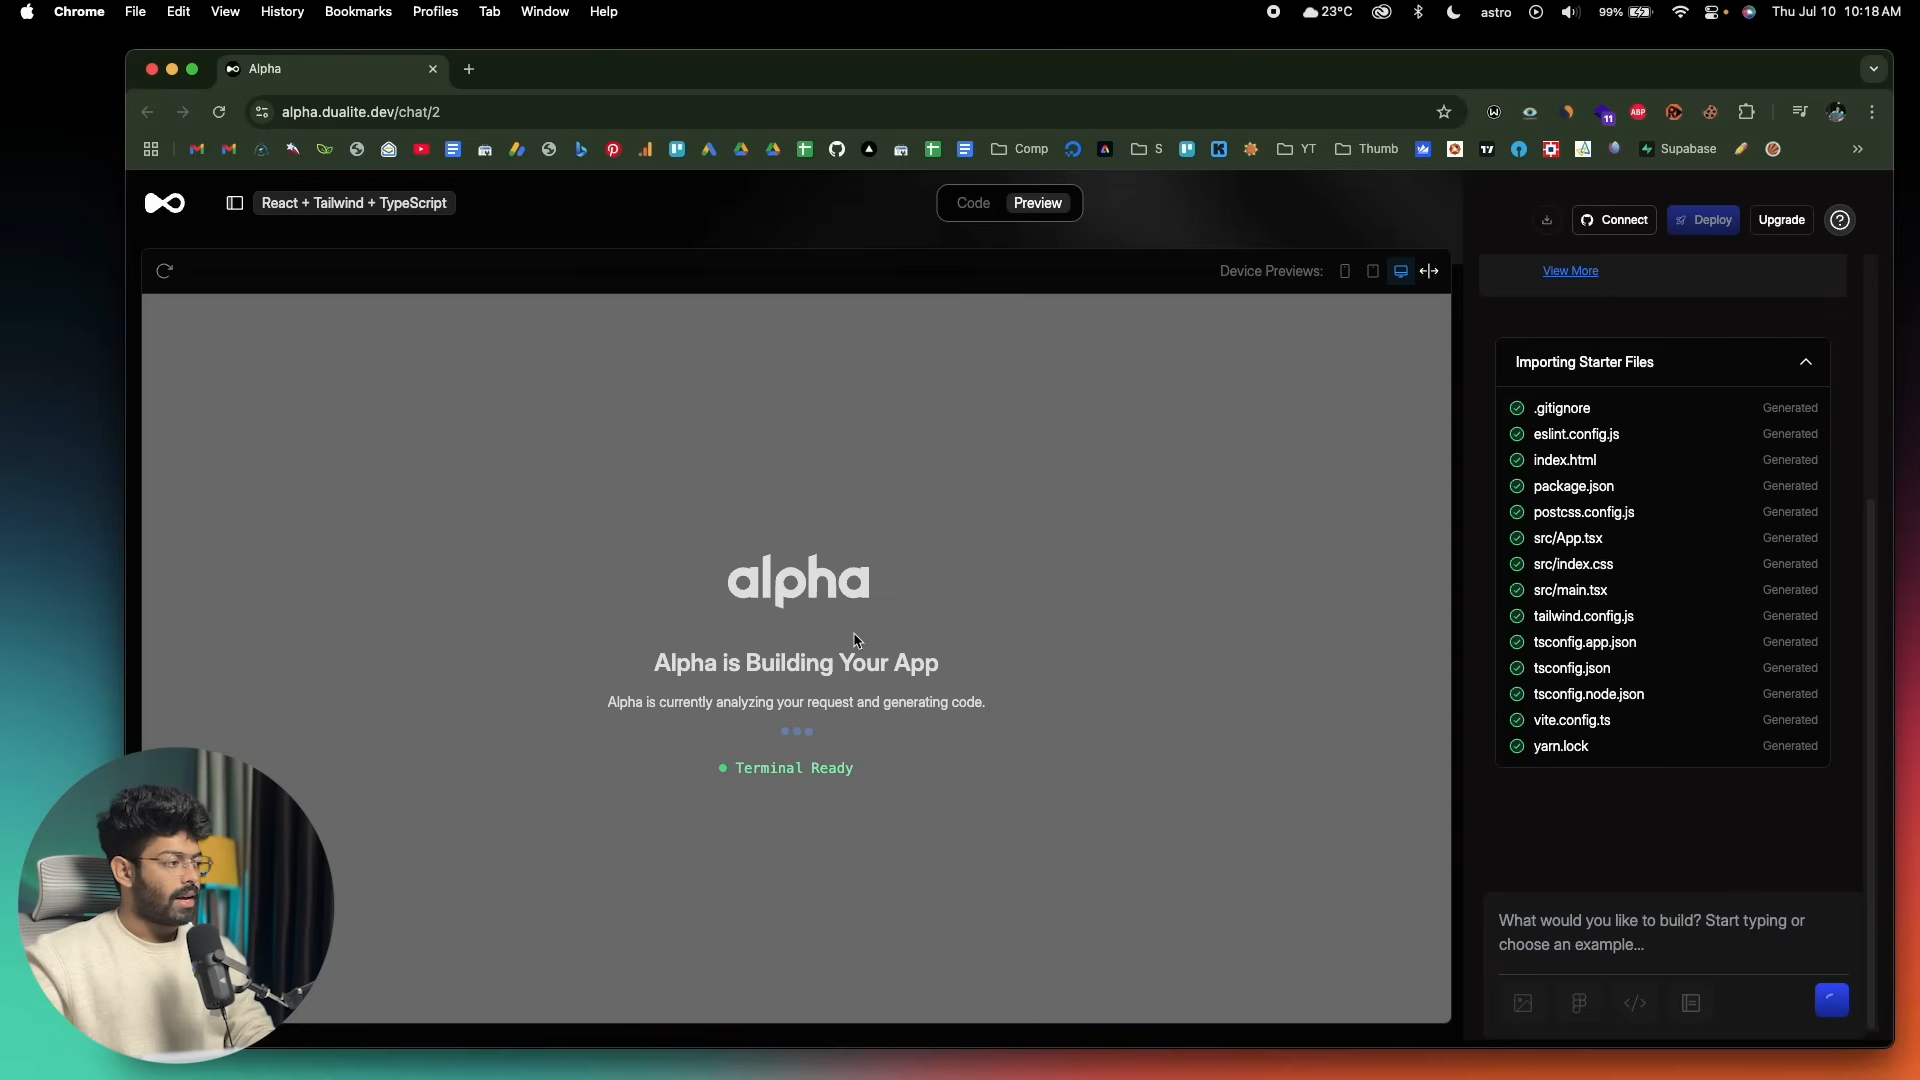 Chrome File Edit View History Bookmarks Profiles Tab Window Help
23°C astro 99% Thu Jul 10 10:18 AM
Alpha
alpha.dualite.dev/chat/2
11 ABP
Comp S YT Thumb Supabase
React + Tailwind + TypeScript
Code Preview
Connect Deploy Upgrade
Device Previews:
View More
Importing Starter Files
.gitignore Generated
eslint.config.js Generated
index.html Generated
package.json Generated
postcss.config.js Generated
src/App.tsx Generated
src/index.css Generated
src/main.tsx Generated
tailwind.config.js Generated
tsconfig.app.json Generated
tsconfig.json Generated
tsconfig.node.json Generated
vite.config.ts Generated
yarn.lock Generated
alpha
Alpha is Building Your App
Alpha is currently analyzing your request and generating code.
Terminal Ready
What would you like to build? Start typing or
choose an example...